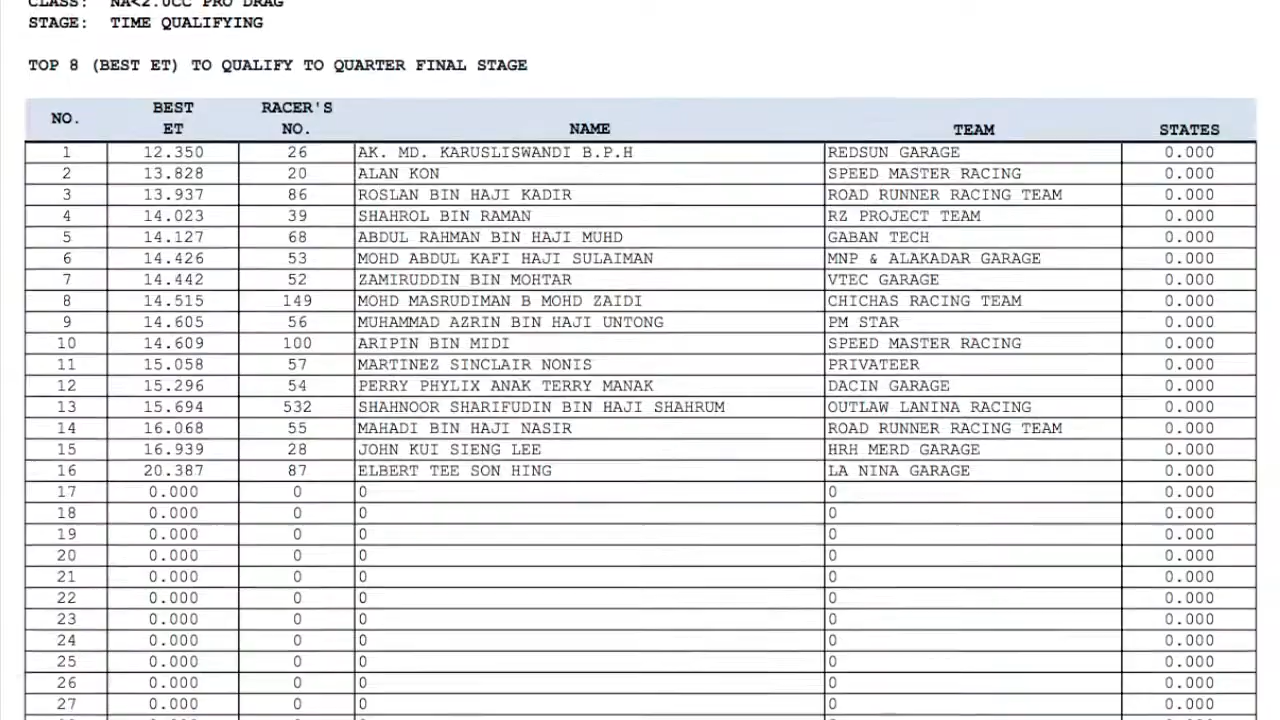 CLASS: NA<2.0CC PRO DRAG
STAGE: TIME QUALIFYING
TOP 8 (BEST ET) TO QUALIFY TO QUARTER FINAL STAGE
NO. BEST ET RACER'S NO. NAME TEAM STATES
1 12.350 26 AK. MD. KARUSLISWANDI B.P.H REDSUN GARAGE 0.000
2 13.828 20 ALAN KON SPEED MASTER RACING 0.000
3 13.937 86 ROSLAN BIN HAJI KADIR ROAD RUNNER RACING TEAM 0.000
4 14.023 39 SHAHROL BIN RAMAN RZ PROJECT TEAM 0.000
5 14.127 68 ABDUL RAHMAN BIN HAJI MUHD GABAN TECH 0.000
6 14.426 53 MOHD ABDUL KAFI HAJI SULAIMAN MNP & ALAKADAR GARAGE 0.000
7 14.442 52 ZAMIRUDDIN BIN MOHTAR VTEC GARAGE 0.000
8 14.515 149 MOHD MASRUDIMAN B MOHD ZAIDI CHICHAS RACING TEAM 0.000
9 14.605 56 MUHAMMAD AZRIN BIN HAJI UNTONG PM STAR 0.000
10 14.609 100 ARIPIN BIN MIDI SPEED MASTER RACING 0.000
11 15.058 57 MARTINEZ SINCLAIR NONIS PRIVATEER 0.000
12 15.296 54 PERRY PHYLIX ANAK TERRY MANAK DACIN GARAGE 0.000
13 15.694 532 SHAHNOOR SHARIFUDIN BIN HAJI SHAHRUM OUTLAW LANINA RACING 0.000
14 16.068 55 MAHADI BIN HAJI NASIR ROAD RUNNER RACING TEAM 0.000
15 16.939 28 JOHN KUI SIENG LEE HRH MERD GARAGE 0.000
16 20.387 87 ELBERT TEE SON HING LA NINA GARAGE 0.000
17 0.000 0 0 0 0.000
18 0.000 0 0 0 0.000
19 0.000 0 0 0 0.000
20 0.000 0 0 0 0.000
21 0.000 0 0 0 0.000
22 0.000 0 0 0 0.000
23 0.000 0 0 0 0.000
24 0.000 0 0 0 0.000
25 0.000 0 0 0 0.000
26 0.000 0 0 0 0.000
27 0.000 0 0 0 0.000